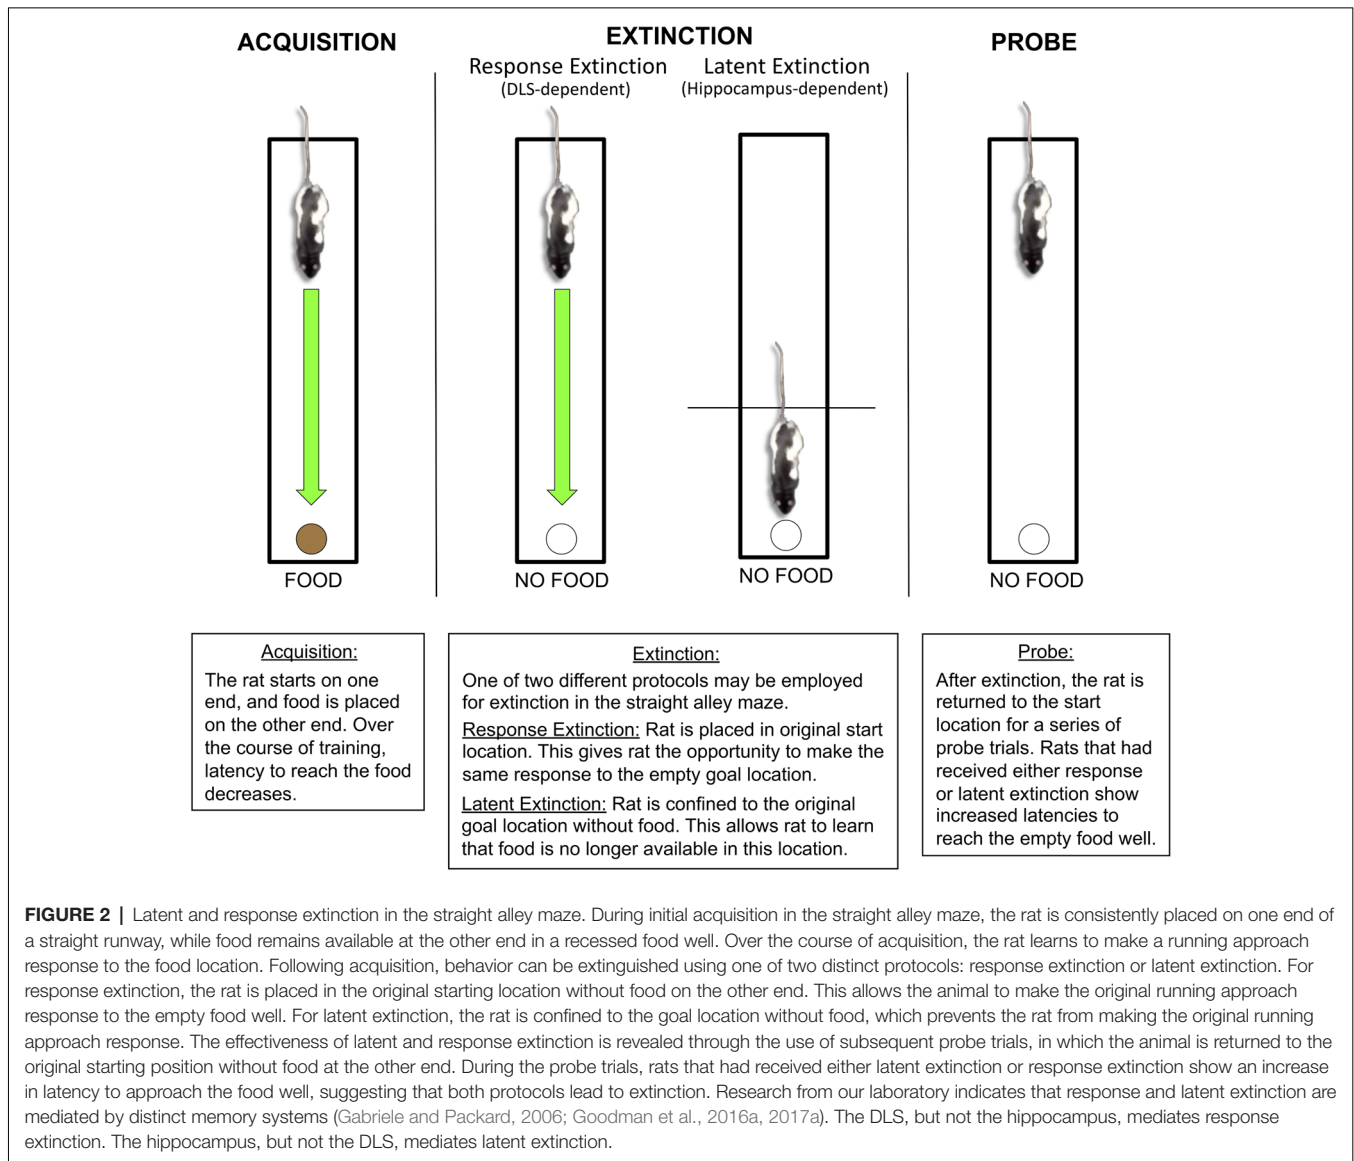 ACQUISITION
EXTINCTION
PROBE
Response Extinction
(DLS-dependent)
Latent Extinction
(Hippocampus-dependent)
FOOD
NO FOOD
NO FOOD
NO FOOD
Acquisition:
The rat starts on one
end, and food is placed
on the other end. Over
the course of training,
latency to reach the food
decreases.
Extinction:
One of two different protocols may be employed
for extinction in the straight alley maze.
Response Extinction: Rat is placed in original start
location. This gives rat the opportunity to make the
same response to the empty goal location.
Latent Extinction: Rat is confined to the original
goal location without food. This allows rat to learn
that food is no longer available in this location.
Probe:
After extinction, the rat is
returned to the start
location for a series of
probe trials. Rats that had
received either response
or latent extinction show
increased latencies to
reach the empty food well.
FIGURE 2 | Latent and response extinction in the straight alley maze. During initial acquisition in the straight alley maze, the rat is consistently placed on one end of
a straight runway, while food remains available at the other end in a recessed food well. Over the course of acquisition, the rat learns to make a running approach
response to the food location. Following acquisition, behavior can be extinguished using one of two distinct protocols: response extinction or latent extinction. For
response extinction, the rat is placed in the original starting location without food on the other end. This allows the animal to make the original running approach
response to the empty food well. For latent extinction, the rat is confined to the goal location without food, which prevents the rat from making the original running
approach response. The effectiveness of latent and response extinction is revealed through the use of subsequent probe trials, in which the animal is returned to the
original starting position without food at the other end. During the probe trials, rats that had received either latent extinction or response extinction show an increase
in latency to approach the food well, suggesting that both protocols lead to extinction. Research from our laboratory indicates that response and latent extinction are
mediated by distinct memory systems (Gabriele and Packard, 2006; Goodman et al., 2016a, 2017a). The DLS, but not the hippocampus, mediates response
extinction. The hippocampus, but not the DLS, mediates latent extinction.